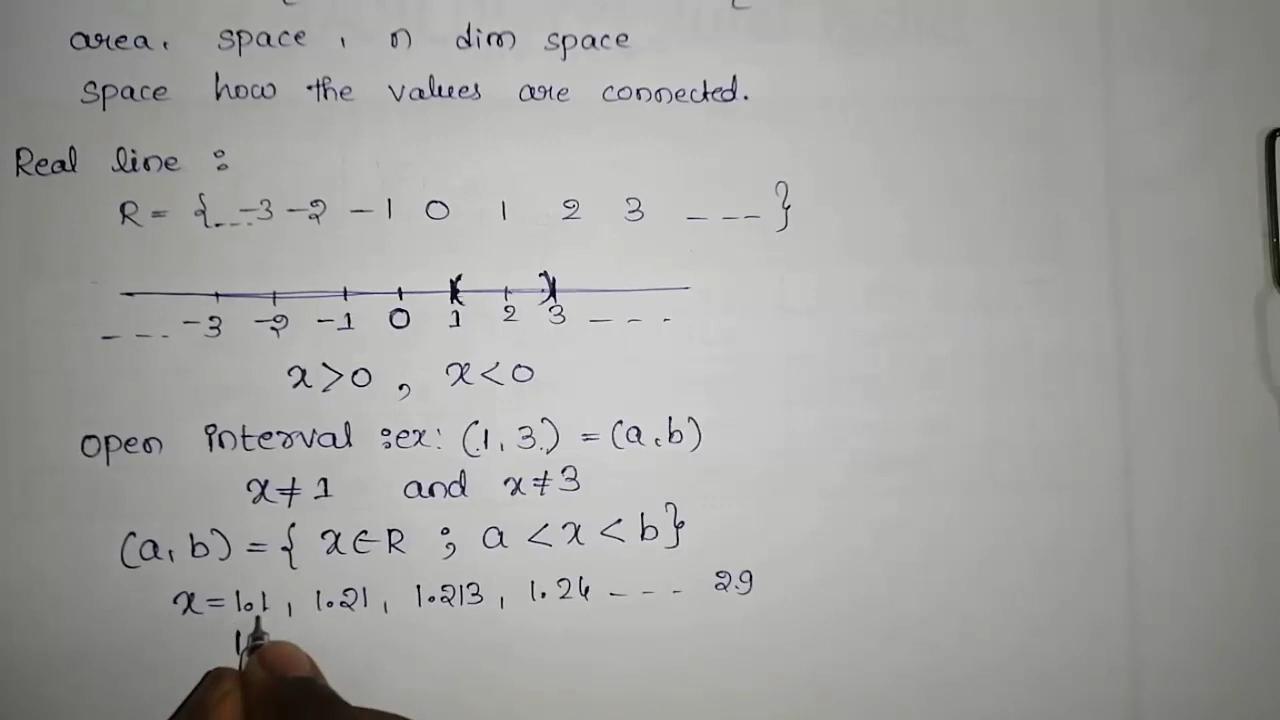 area, space, n dim space
space how the values are connected.
Real line :
R = {...-3 -2 -1 0 1 2 3 ---}
--- -3 -2 -1 0 1 2 3 ---
x>0 , x<0
open interval :ex: (1, 3) = (a,b)
x≠1 and x≠3
(a,b) = { x∈R ; a<x<b}
x=1.1, 1.21, 1.213, 1.24 --- 2.9